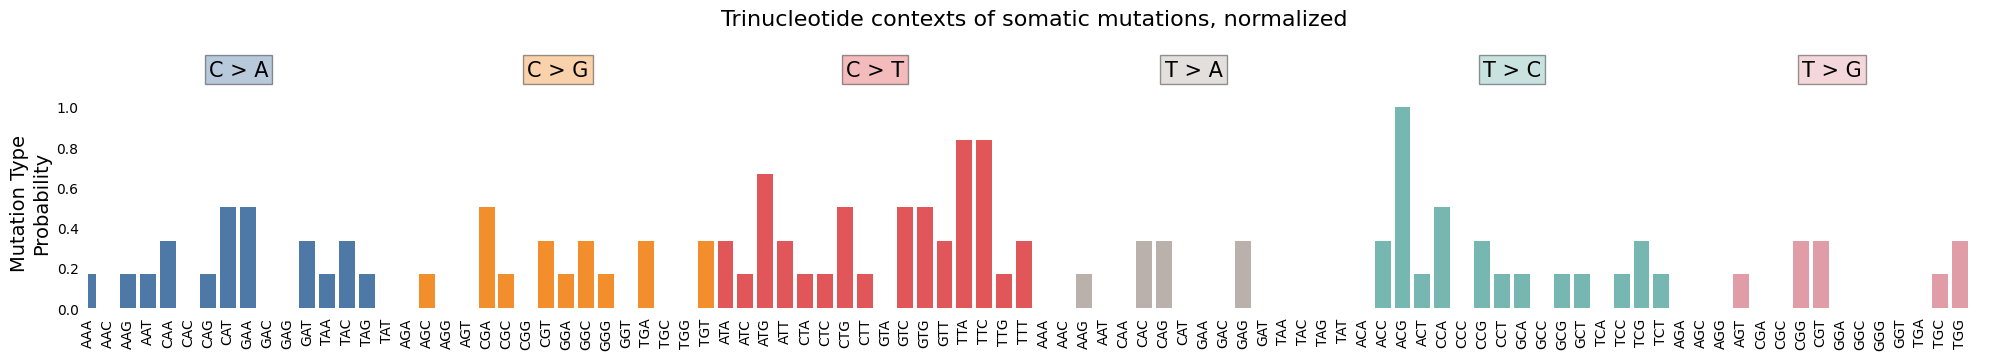 Trinucleotide contexts of somatic mutations, normalized
C > A
C > G
C > T
T > A
T > C
T > G
Mutation Type
Probability
1.0
0.8
0.6
0.4
0.2
0.0
AAA
AAC
AAG
AAT
CAA
CAC
CAG
CAT
GAA
GAC
GAG
GAT
TAA
TAC
TAG
TAT
AGA
AGC
AGG
AGT
CGA
CGC
CGG
CGT
GGA
GGC
GGG
GGT
TGA
TGC
TGG
TGT
ATA
ATC
ATG
ATT
CTA
CTC
CTG
CTT
GTA
GTC
GTG
GTT
TTA
TTC
TTG
TTT
AAA
AAC
AAG
AAT
CAA
CAC
CAG
CAT
GAA
GAC
GAG
GAT
TAA
TAC
TAG
TAT
ACA
ACC
ACG
ACT
CCA
CCC
CCG
CCT
GCA
GCC
GCG
GCT
TCA
TCC
TCG
TCT
AGA
AGC
AGG
AGT
CGA
CGC
CGG
CGT
GGA
GGC
GGG
GGT
TGA
TGC
TGG